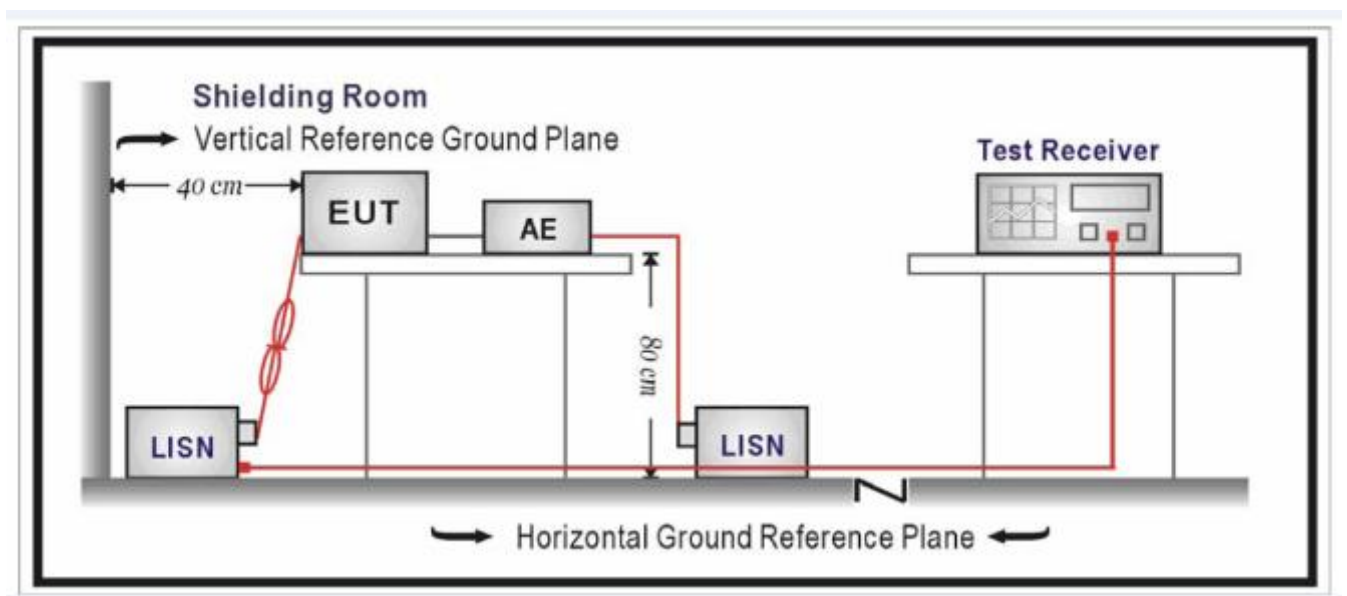 Shielding Room
Vertical Reference Ground Plane
Test Receiver
40 cm
EUT
AE
80 cm
LISN
LISN
Horizontal Ground Reference Plane